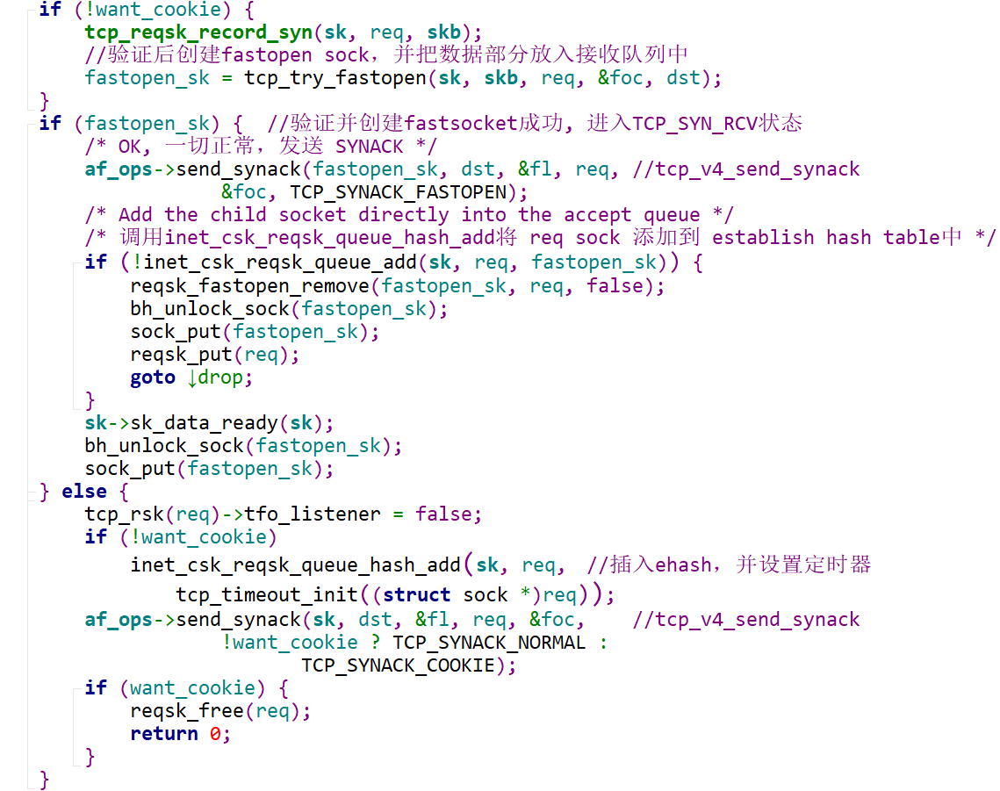 if (!want_cookie) {
    tcp_reqsk_record_syn(sk, req, skb);
    //验证后创建fastopen sock，并把数据部分放入接收队列中
    fastopen_sk = tcp_try_fastopen(sk, skb, req, &foc, dst);
}
if (fastopen_sk) {  //验证并创建fastsocket成功, 进入TCP_SYN_RCV状态
    /* OK, 一切正常，发送 SYNACK */
    af_ops->send_synack(fastopen_sk, dst, &fl, req, //tcp_v4_send_synack
                &foc, TCP_SYNACK_FASTOPEN);
    /* Add the child socket directly into the accept queue */
    /* 调用inet_csk_reqsk_queue_hash_add将 req sock 添加到 establish hash table中 */
    if (!inet_csk_reqsk_queue_add(sk, req, fastopen_sk)) {
        reqsk_fastopen_remove(fastopen_sk, req, false);
        bh_unlock_sock(fastopen_sk);
        sock_put(fastopen_sk);
        reqsk_put(req);
        goto ↓drop;
    }
    sk->sk_data_ready(sk);
    bh_unlock_sock(fastopen_sk);
    sock_put(fastopen_sk);
} else {
    tcp_rsk(req)->tfo_listener = false;
    if (!want_cookie)
        inet_csk_reqsk_queue_hash_add(sk, req,  //插入ehash，并设置定时器
            tcp_timeout_init((struct sock *)req));
    af_ops->send_synack(sk, dst, &fl, req, &foc,    //tcp_v4_send_synack
                !want_cookie ? TCP_SYNACK_NORMAL :
                       TCP_SYNACK_COOKIE);
    if (want_cookie) {
        reqsk_free(req);
        return 0;
    }
}